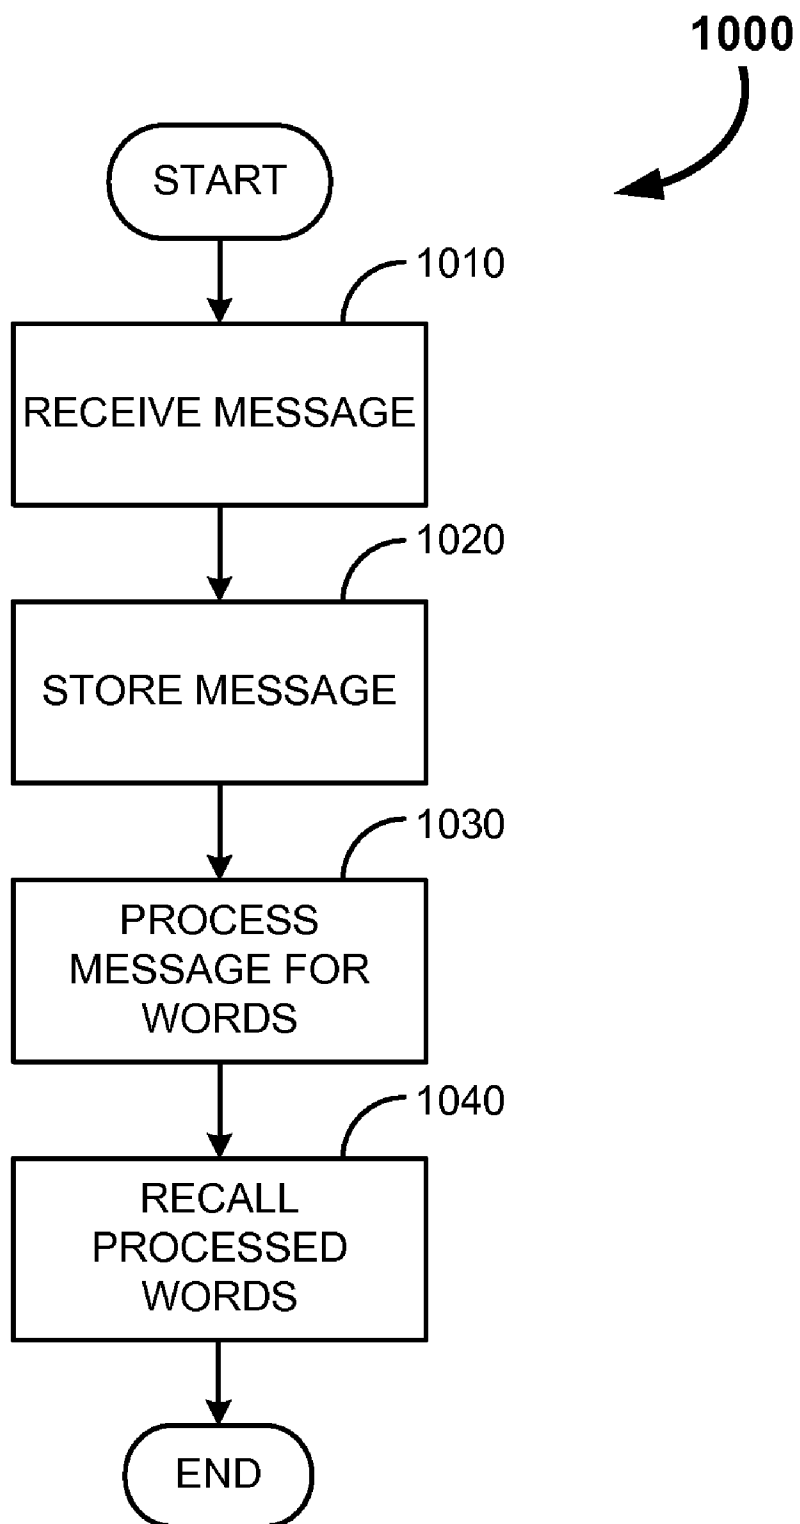 1000
START
1010
RECEIVE MESSAGE
1020
STORE MESSAGE
1030
PROCESS
MESSAGE FOR
WORDS
1040
RECALL
PROCESSED
WORDS
END